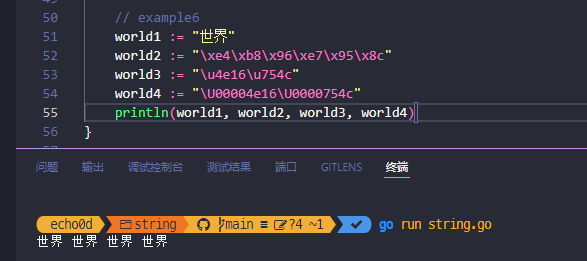 50 // example6
51 world1 := "世界"
52 world2 := "\xe4\xb8\x96\xe7\x95\x8c"
53 world3 := "\u4e16\u754c"
54 world4 := "\U00004e16\U0000754c"
55 println(world1, world2, world3, world4)
56 }
问题 输出 调试控制台 测试结果 端口 GITLENS 终端
echo0d string main ≡ ?4 ~1 ✓ go run string.go
世界 世界 世界 世界